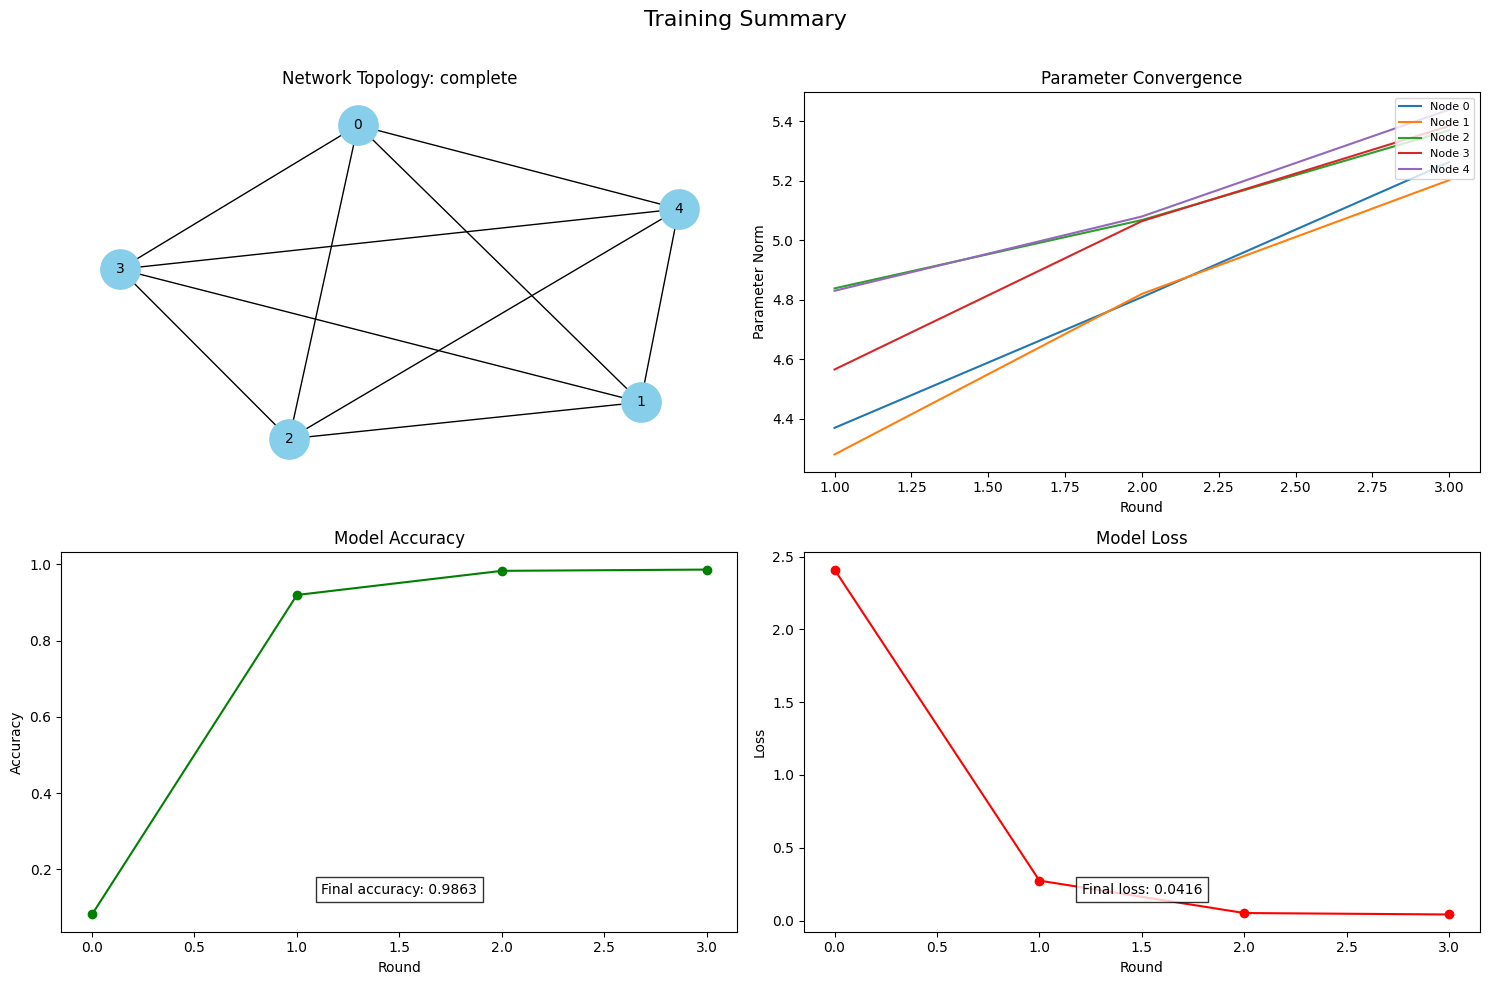 Training Summary
Network Topology: complete
0
4
3
1
2
Parameter Convergence
Node 0
Node 1
Node 2
Node 3
Node 4
5.4
5.2
5.0
4.8
4.6
4.4
Parameter Norm
1.00 1.25 1.50 1.75 2.00 2.25 2.50 2.75 3.00
Round
Model Accuracy
1.0
0.8
0.6
0.4
0.2
Accuracy
Final accuracy: 0.9863
0.0 0.5 1.0 1.5 2.0 2.5 3.0
Round
Model Loss
2.5
2.0
1.5
1.0
0.5
0.0
Loss
Final loss: 0.0416
0.0 0.5 1.0 1.5 2.0 2.5 3.0
Round